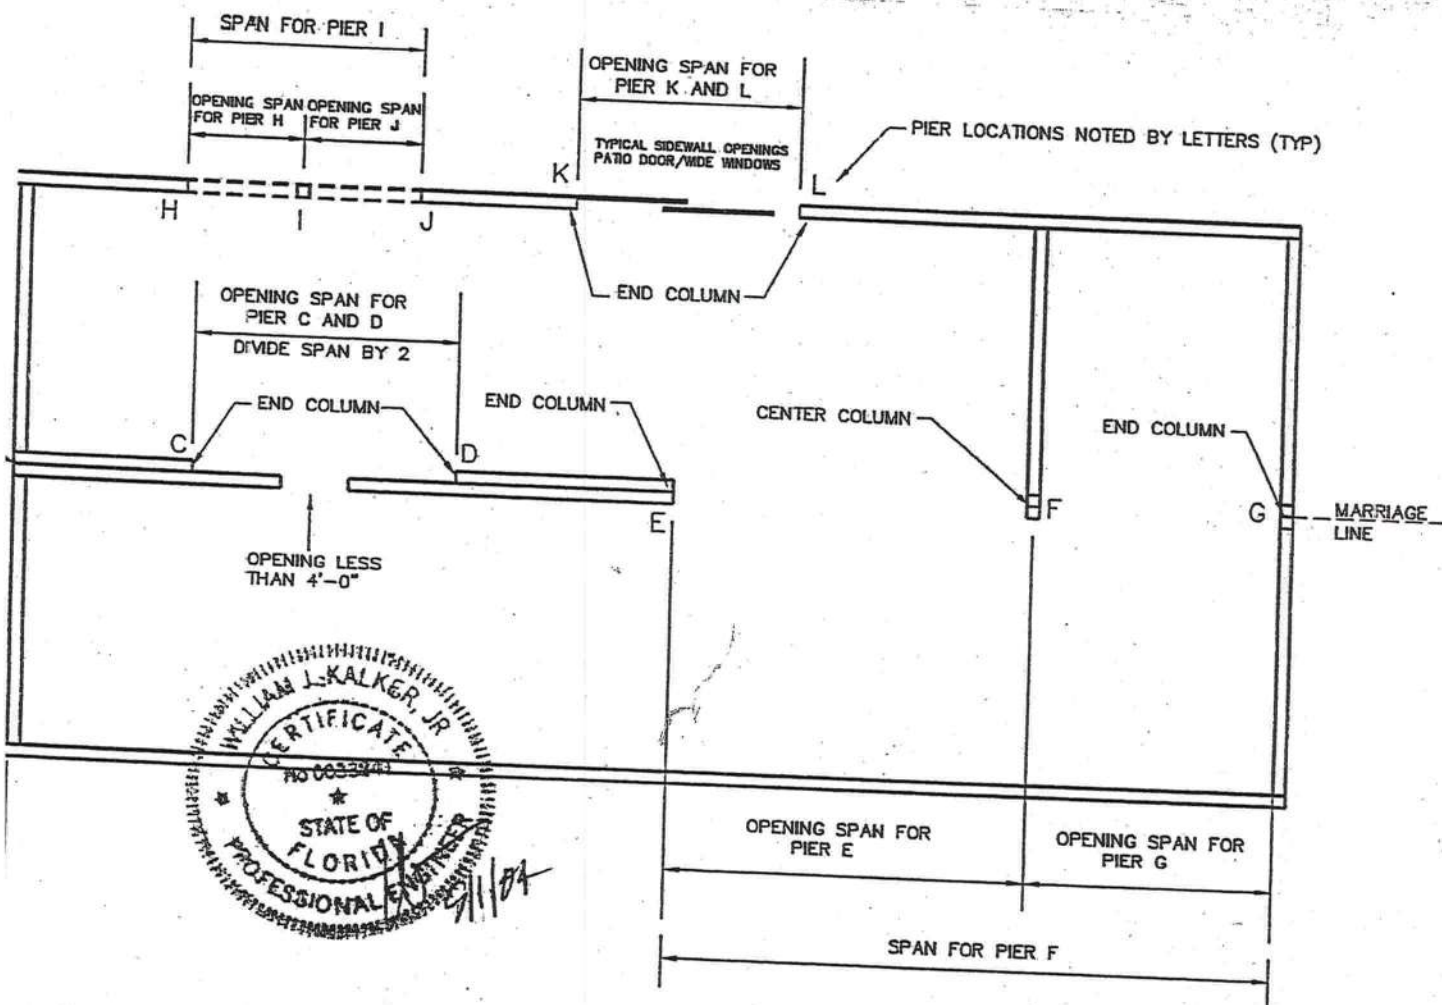 SPAN FOR PIER I
OPENING SPAN FOR
PIER K AND L
OPENING SPAN
FOR PIER H
OPENING SPAN
FOR PIER J
TYPICAL SIDEWALL OPENINGS
PATIO DOOR/WIDE WINDOWS
PIER LOCATIONS NOTED BY LETTERS (TYP)
K
L
H
I
J
END COLUMN
OPENING SPAN FOR
PIER C AND D
DIVIDE SPAN BY 2
END COLUMN
END COLUMN
CENTER COLUMN
END COLUMN
C
D
E
F
G
MARRIAGE
LINE
OPENING LESS
THAN 4'-0"
WILLIAM J. KALKER, JR
CERTIFICATE
STATE OF
FLORIDA
PROFESSIONAL ENGINEER
OPENING SPAN FOR
PIER E
OPENING SPAN FOR
PIER G
SPAN FOR PIER F